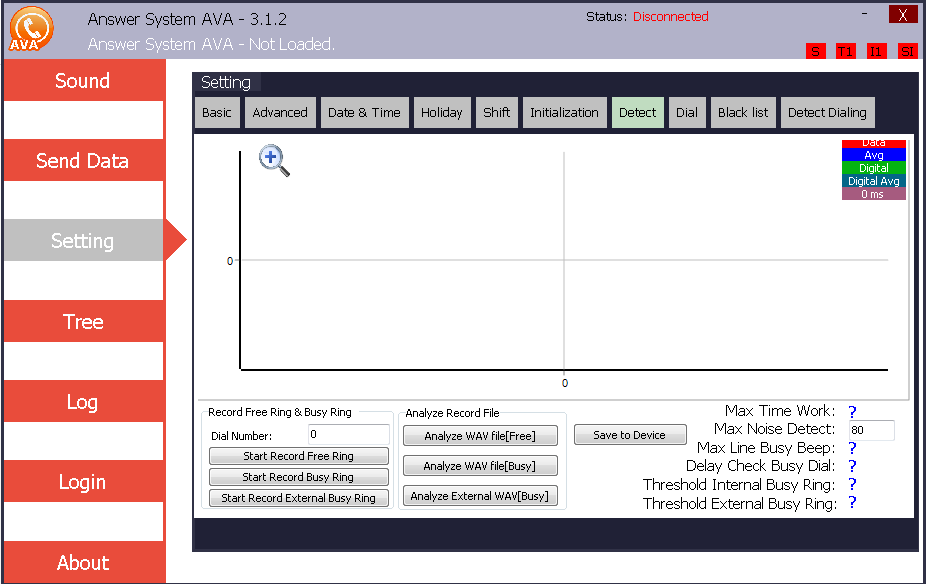 Answer System AVA - 3.1.2
Status: Disconnected
-
X
AVA
Answer System AVA - Not Loaded.
S T1 I1 SI
Sound
Send Data
Setting
Tree
Log
Login
About
Setting
Basic Advanced Date & Time Holiday Shift Initialization Detect Dial Black list Detect Dialing
Data
Avg
Digital
Digital Avg
0 ms
0
0
Record Free Ring & Busy Ring
Dial Number: 0
Start Record Free Ring
Start Record Busy Ring
Start Record External Busy Ring
Analyze Record File
Analyze WAV file[Free]
Analyze WAV file[Busy]
Analyze External WAV[Busy]
Save to Device
Max Time Work: ?
Max Noise Detect: 80
Max Line Busy Beep: ?
Delay Check Busy Dial: ?
Threshold Internal Busy Ring: ?
Threshold External Busy Ring: ?